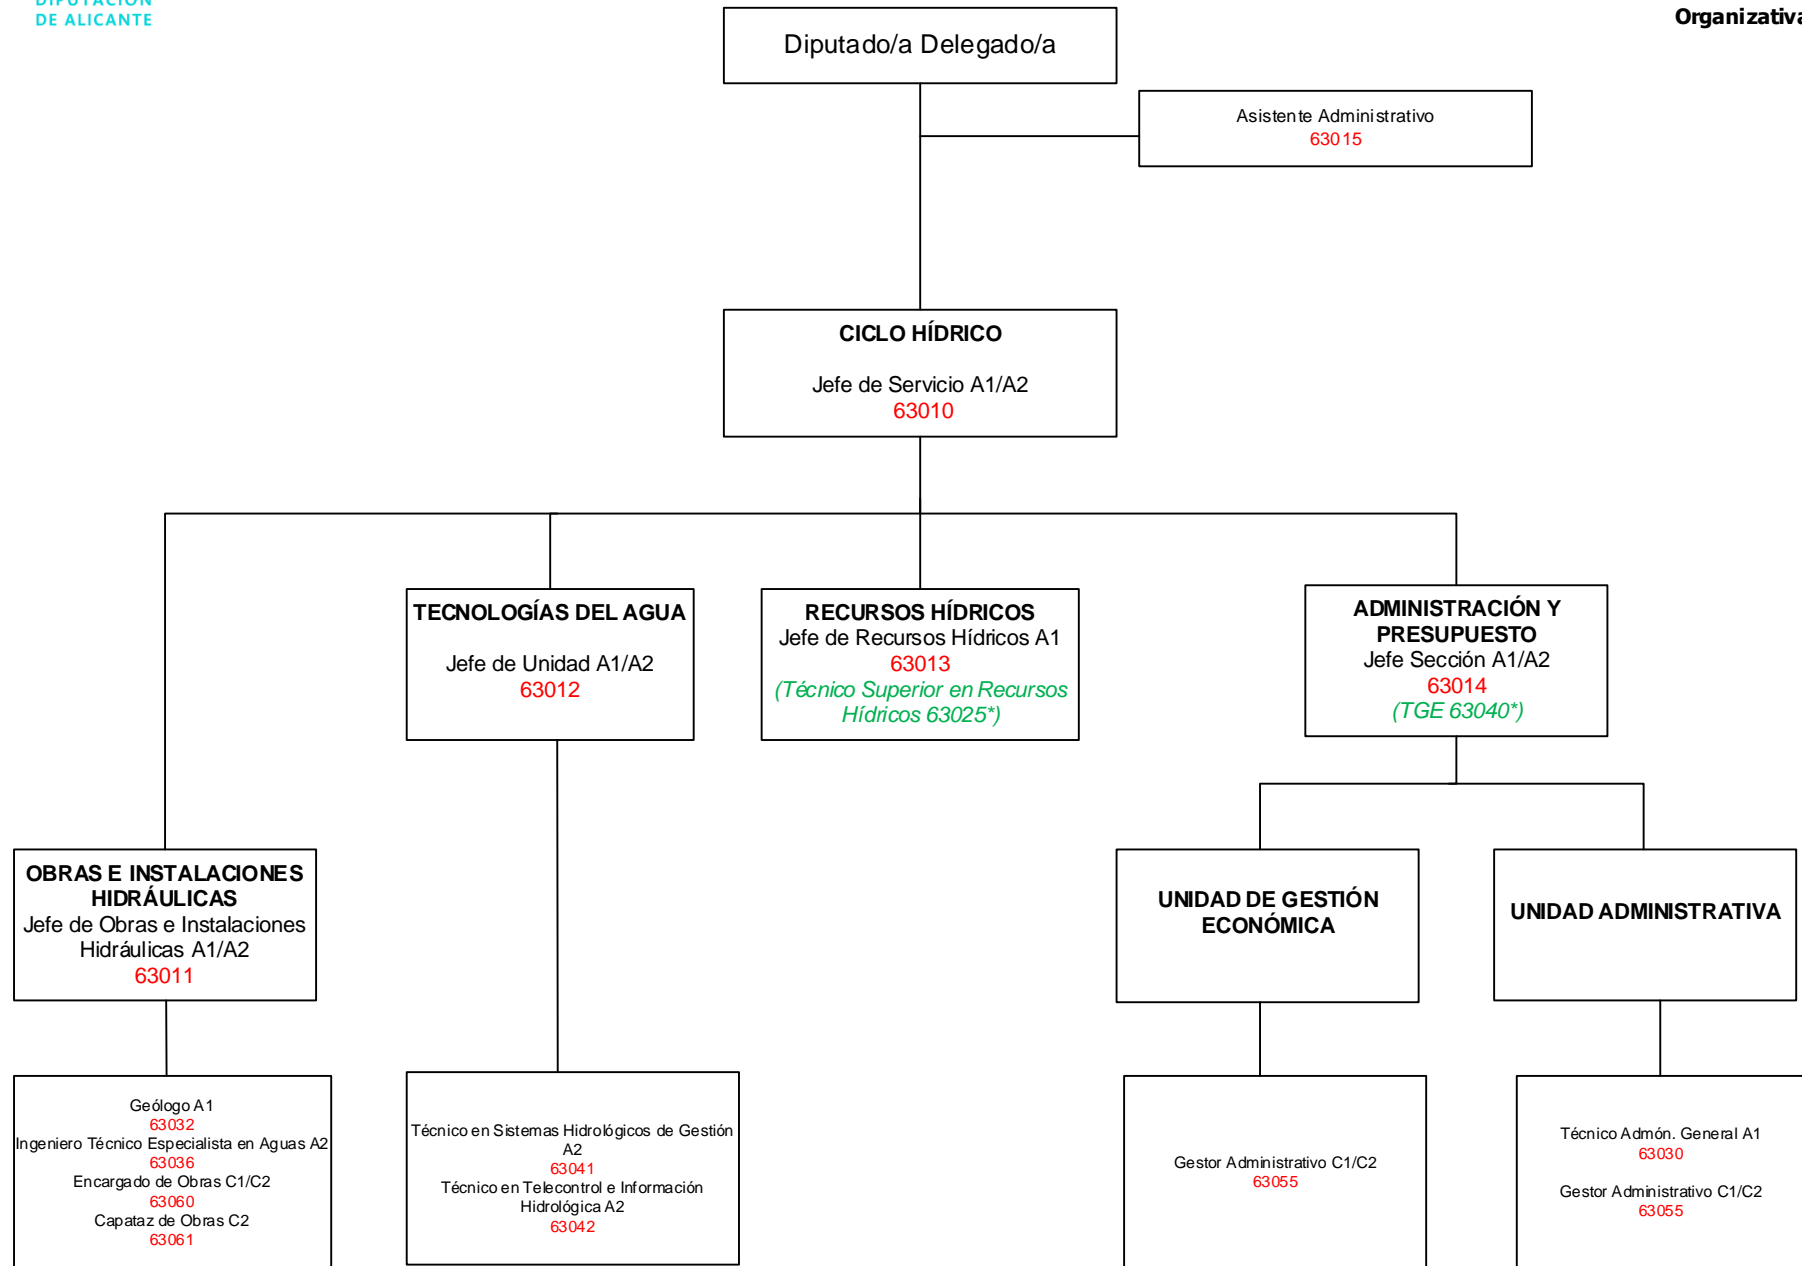 DIPUTACIÓN
DE ALICANTE
Organizativa
Diputado/a Delegado/a
Asistente Administrativo
63015
CICLO HÍDRICO
Jefe de Servicio A1/A2
63010
TECNOLOGÍAS DEL AGUA
Jefe de Unidad A1/A2
63012
RECURSOS HÍDRICOS
Jefe de Recursos Hídricos A1
63013
(Técnico Superior en Recursos
Hídricos 63025*)
ADMINISTRACIÓN Y
PRESUPUESTO
Jefe Sección A1/A2
63014
(TGE 63040*)
OBRAS E INSTALACIONES
HIDRÁULICAS
Jefe de Obras e Instalaciones
Hidráulicas A1/A2
63011
UNIDAD DE GESTIÓN
ECONÓMICA
UNIDAD ADMINISTRATIVA
Geólogo A1
63032
Ingeniero Técnico Especialista en Aguas A2
63036
Encargado de Obras C1/C2
63060
Capataz de Obras C2
63061
Técnico en Sistemas Hidrológicos de Gestión
A2
63041
Técnico en Telecontrol e Información
Hidrológica A2
63042
Gestor Administrativo C1/C2
63055
Técnico Admón. General A1
63030
Gestor Administrativo C1/C2
63055